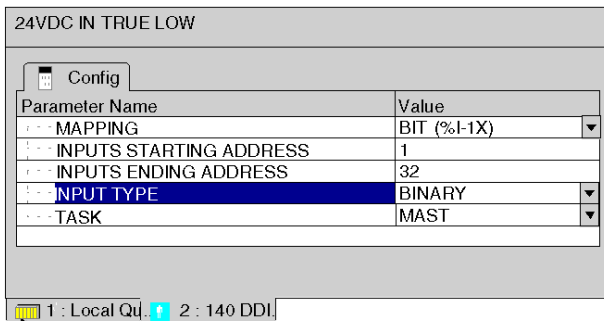 24VDC IN TRUE LOW
Config
Parameter Name Value
MAPPING BIT (%I-1X)
INPUTS STARTING ADDRESS 1
INPUTS ENDING ADDRESS 32
INPUT TYPE BINARY
TASK MAST
1 : Local Qu... 2 : 140 DDI.